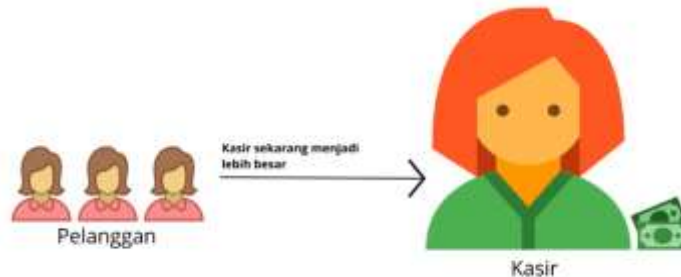 Kasir sekarang menjadi
lebih besar
Pelanggan
Kasir